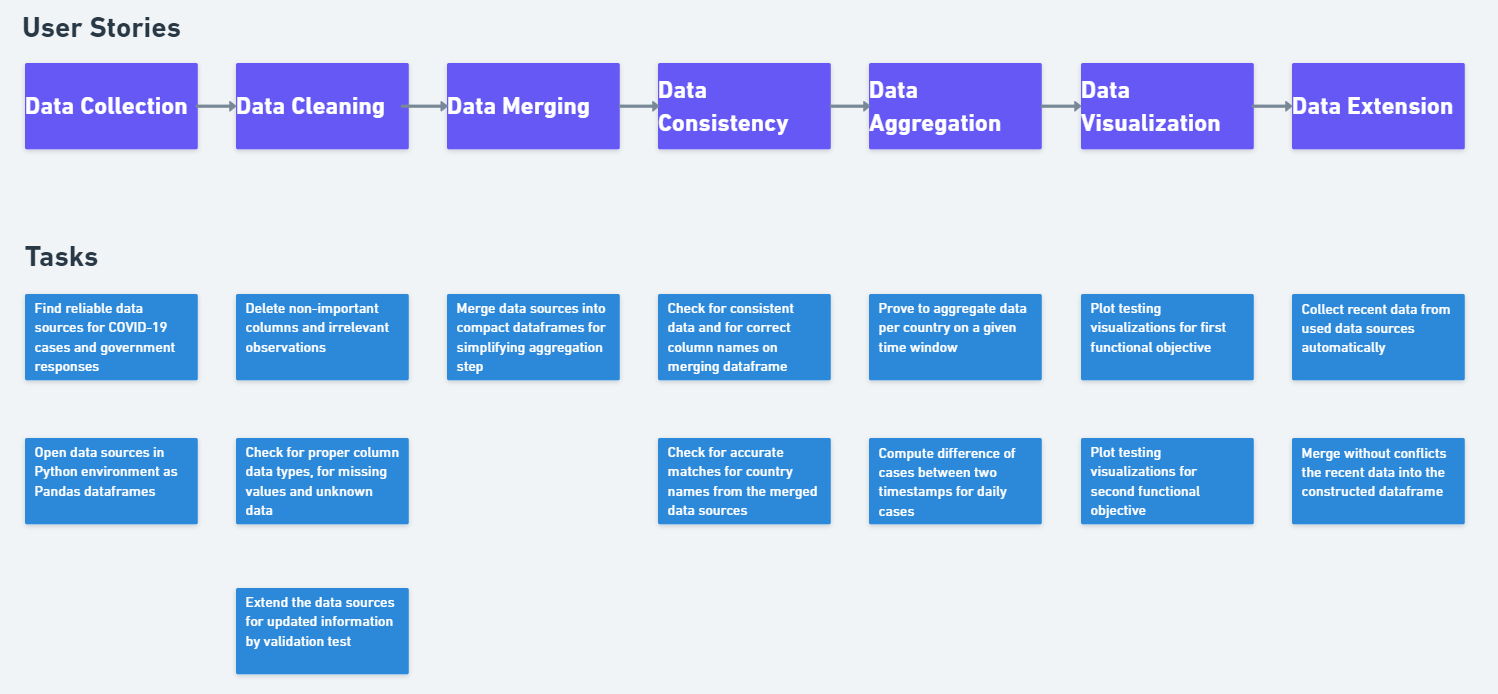 User Stories
Data Collection
Data Cleaning
Data Merging
Data
Consistency
Data
Aggregation
Data
Visualization
Data Extension
Tasks
Find reliable data
sources for COVID-19
cases and government
responses
Delete non-important
columns and irrelevant
observations
Merge data sources into
compact dataframes for
simplifying aggregation
step
Check for consistent
data and for correct
column names on
merging dataframe
Prove to aggregate data
per country on a given
time window
Plot testing
visualizations for first
functional objective
Collect recent data from
used data sources
automatically
Open data sources in
Python environment as
Pandas dataframes
Check for proper column
data types, for missing
values and unknown
data
Check for accurate
matches for country
names from the merged
data sources
Compute difference of
cases between two
timestamps for daily
cases
Plot testing
visualizations for
second functional
objective
Merge without conflicts
the recent data into the
constructed dataframe
Extend the data sources
for updated information
by validation test